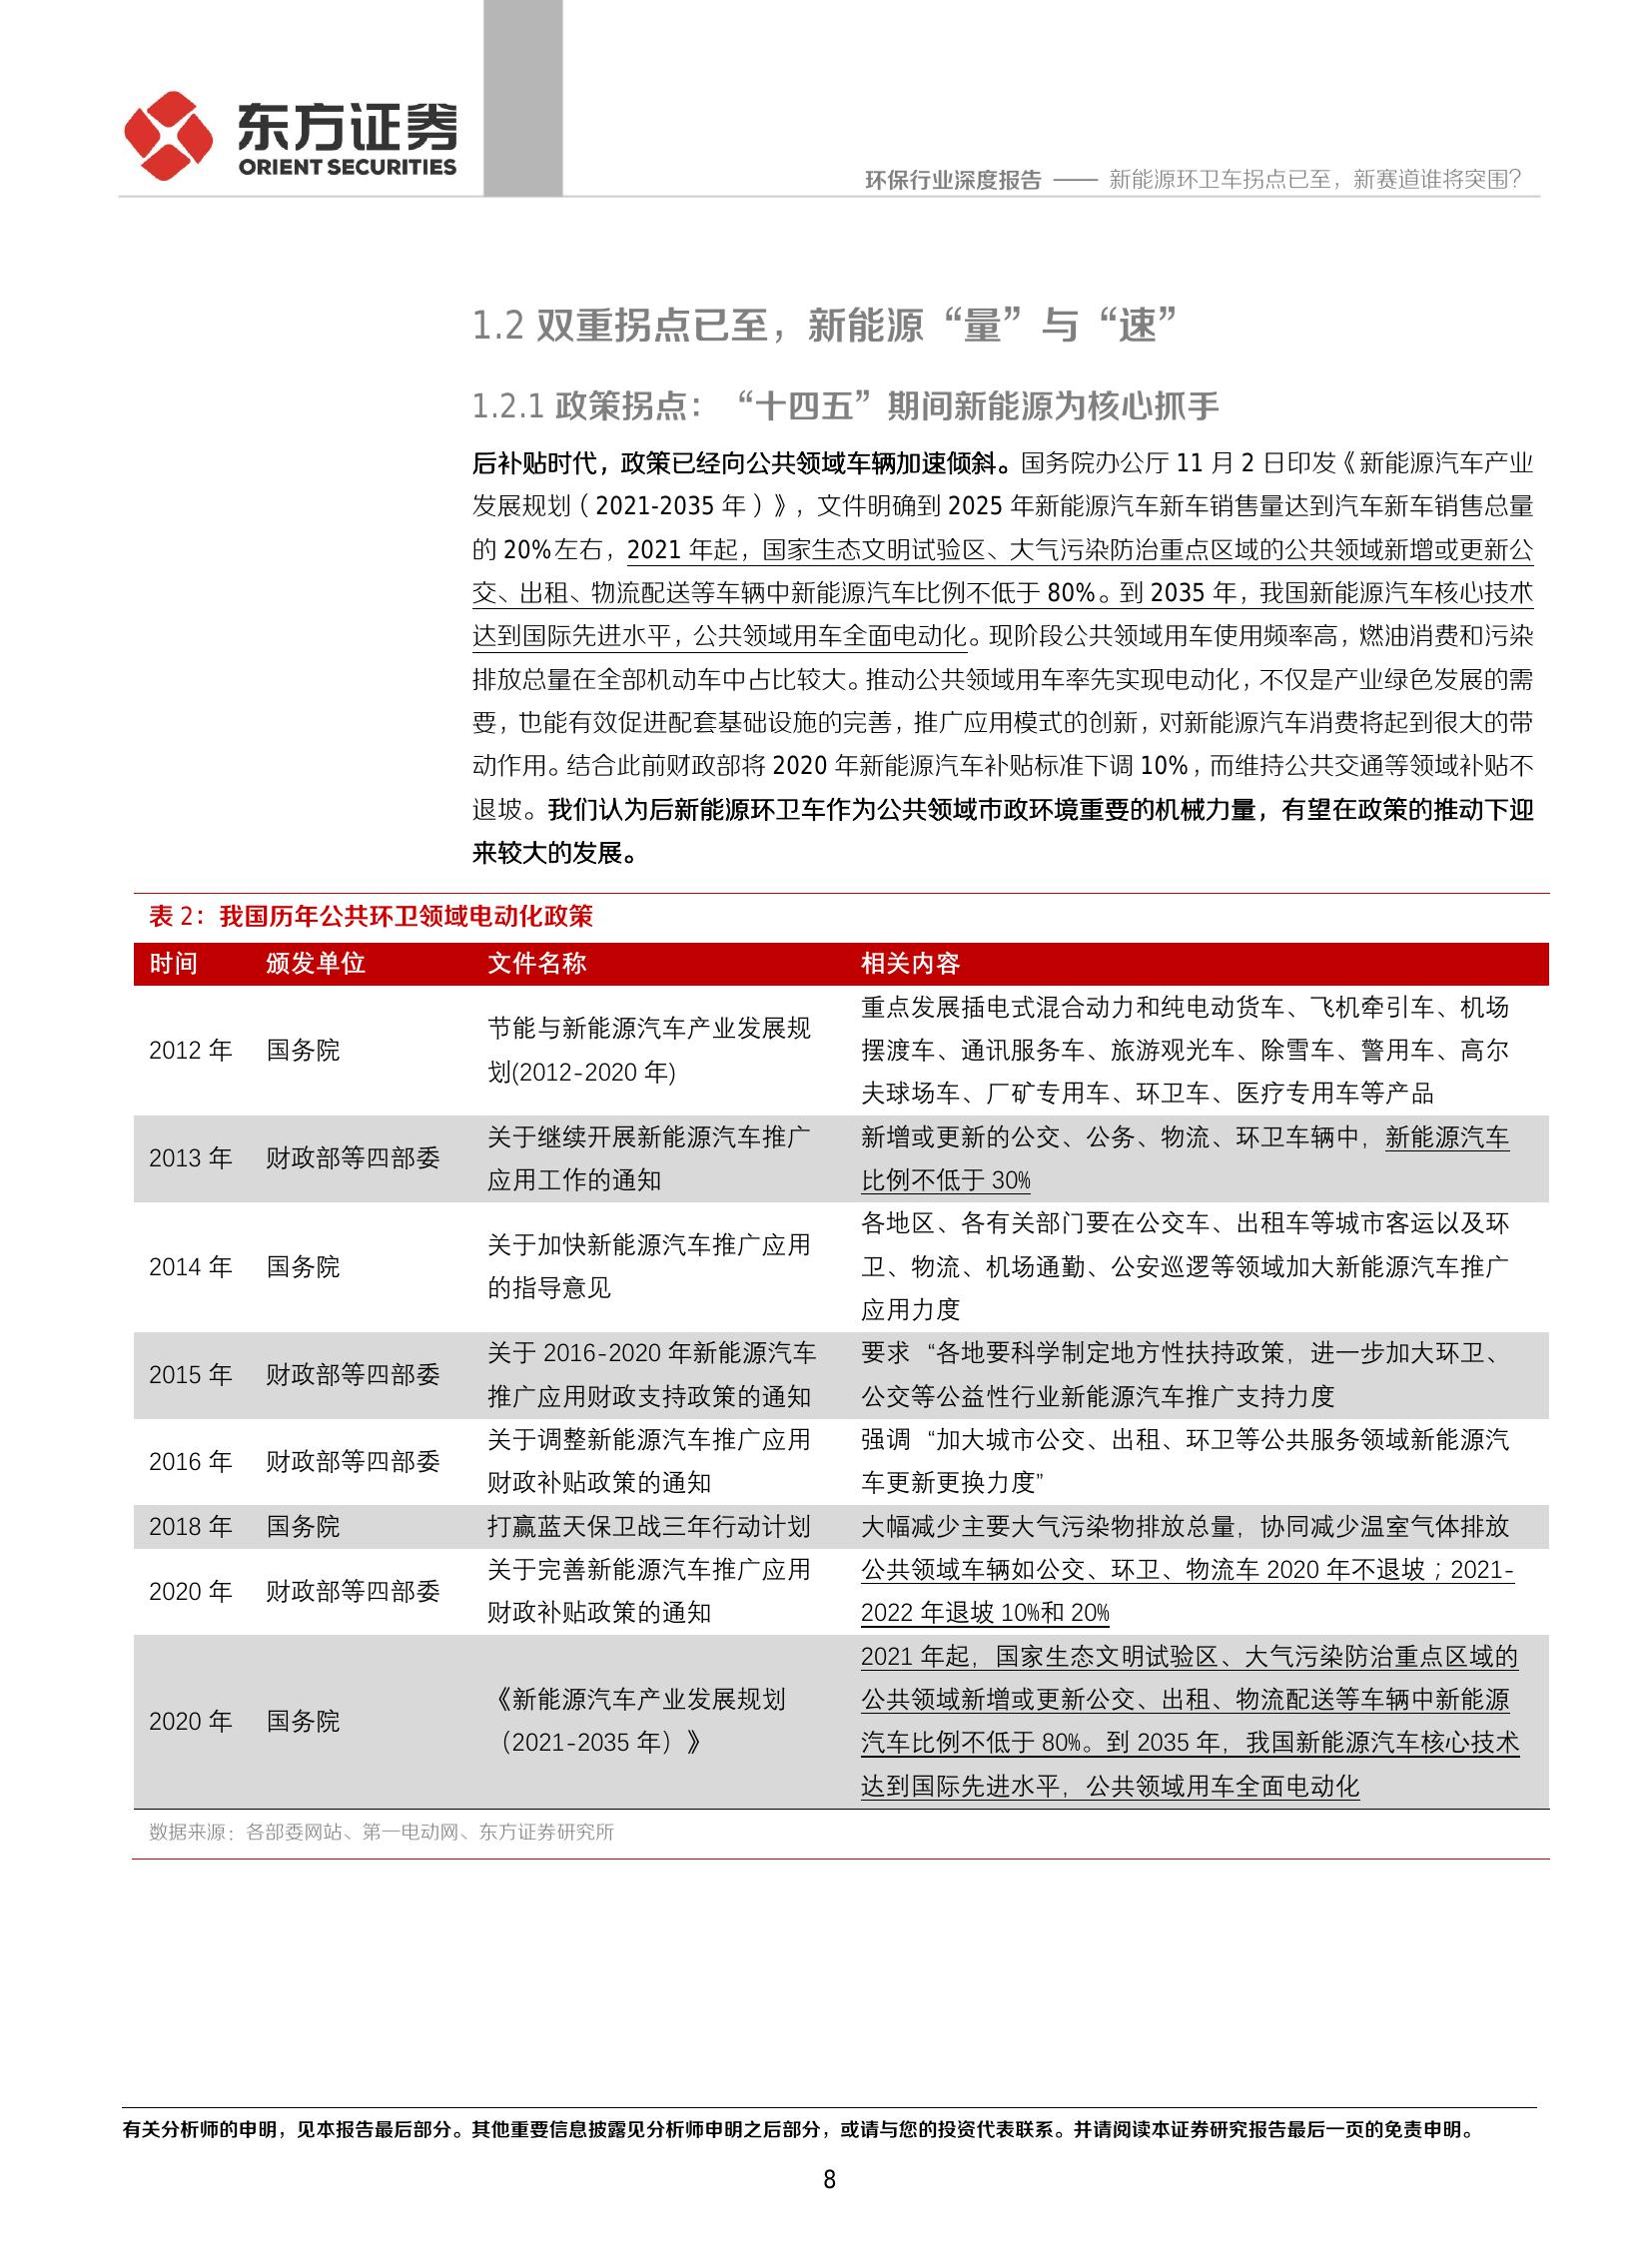 东方证券
ORIENT SECURITIES
环保行业深度报告 —— 新能源环卫车拐点已至，新赛道谁将突围？
1.2 双重拐点已至，新能源“量”与“速”
1.2.1 政策拐点：“十四五”期间新能源为核心抓手
后补贴时代，政策已经向公共领域车辆加速倾斜。国务院办公厅 11 月 2 日印发《新能源汽车产业
发展规划（2021-2035 年）》，文件明确到 2025 年新能源汽车新车销售量达到汽车新车销售总量
的 20%左右，2021 年起，国家生态文明试验区、大气污染防治重点区域的公共领域新增或更新公
交、出租、物流配送等车辆中新能源汽车比例不低于 80%。到 2035 年，我国新能源汽车核心技术
达到国际先进水平，公共领域用车全面电动化。现阶段公共领域用车使用频率高，燃油消费和污染
排放总量在全部机动车中占比较大。推动公共领域用车率先实现电动化，不仅是产业绿色发展的需
要，也能有效促进配套基础设施的完善，推广应用模式的创新，对新能源汽车消费将起到很大的带
动作用。结合此前财政部将 2020 年新能源汽车补贴标准下调 10%，而维持公共交通等领域补贴不
退坡。我们认为后新能源环卫车作为公共领域市政环境重要的机械力量，有望在政策的推动下迎
来较大的发展。
表 2：我国历年公共环卫领域电动化政策
时间 颁发单位 文件名称 相关内容
2012 年 国务院 节能与新能源汽车产业发展规
划(2012-2020 年) 重点发展插电式混合动力和纯电动货车、飞机牵引车、机场
摆渡车、通讯服务车、旅游观光车、除雪车、警用车、高尔
夫球场车、厂矿专用车、环卫车、医疗专用车等产品
2013 年 财政部等四部委 关于继续开展新能源汽车推广
应用工作的通知 新增或更新的公交、公务、物流、环卫车辆中，新能源汽车
比例不低于 30%
2014 年 国务院 关于加快新能源汽车推广应用
的指导意见 各地区、各有关部门要在公交车、出租车等城市客运以及环
卫、物流、机场通勤、公安巡逻等领域加大新能源汽车推广
应用力度
2015 年 财政部等四部委 关于 2016-2020 年新能源汽车
推广应用财政支持政策的通知 要求 “各地要科学制定地方性扶持政策，进一步加大环卫、
公交等公益性行业新能源汽车推广支持力度
2016 年 财政部等四部委 关于调整新能源汽车推广应用
财政补贴政策的通知 强调 “加大城市公交、出租、环卫等公共服务领域新能源汽
车更新更换力度”
2018 年 国务院 打赢蓝天保卫战三年行动计划 大幅减少主要大气污染物排放总量，协同减少温室气体排放
2020 年 财政部等四部委 关于完善新能源汽车推广应用
财政补贴政策的通知 公共领域车辆如公交、环卫、物流车 2020 年不退坡；2021-
2022 年退坡 10%和 20%
2020 年 国务院 《新能源汽车产业发展规划
（2021-2035 年）》 2021 年起，国家生态文明试验区、大气污染防治重点区域的
公共领域新增或更新公交、出租、物流配送等车辆中新能源
汽车比例不低于 80%。到 2035 年，我国新能源汽车核心技术
达到国际先进水平，公共领域用车全面电动化
数据来源：各部委网站、第一电动网、东方证券研究所
有关分析师的申明，见本报告最后部分。其他重要信息披露见分析师申明之后部分，或请与您的投资代表联系。并请阅读本证券研究报告最后一页的免责申明。
8